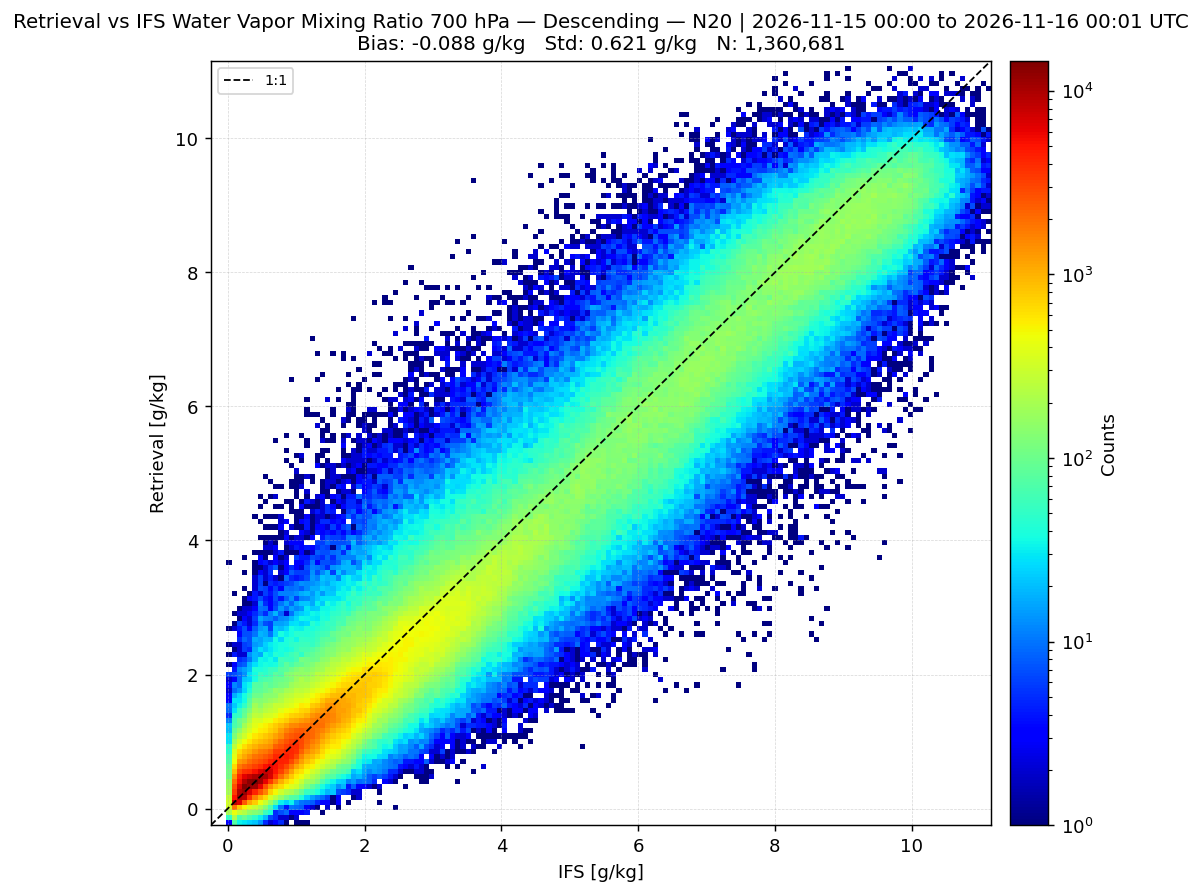 Retrieval vs IFS Water Vapor Mixing Ratio 700 hPa — Descending — N20 | 2026-11-15 00:00 to 2026-11-16 00:01 UTC
Bias: -0.088 g/kg   Std: 0.621 g/kg   N: 1,360,681
1:1
10
8
6
4
2
0
Retrieval [g/kg]
0 2 4 6 8 10
IFS [g/kg]
10⁴
10³
10²
10¹
10⁰
Counts